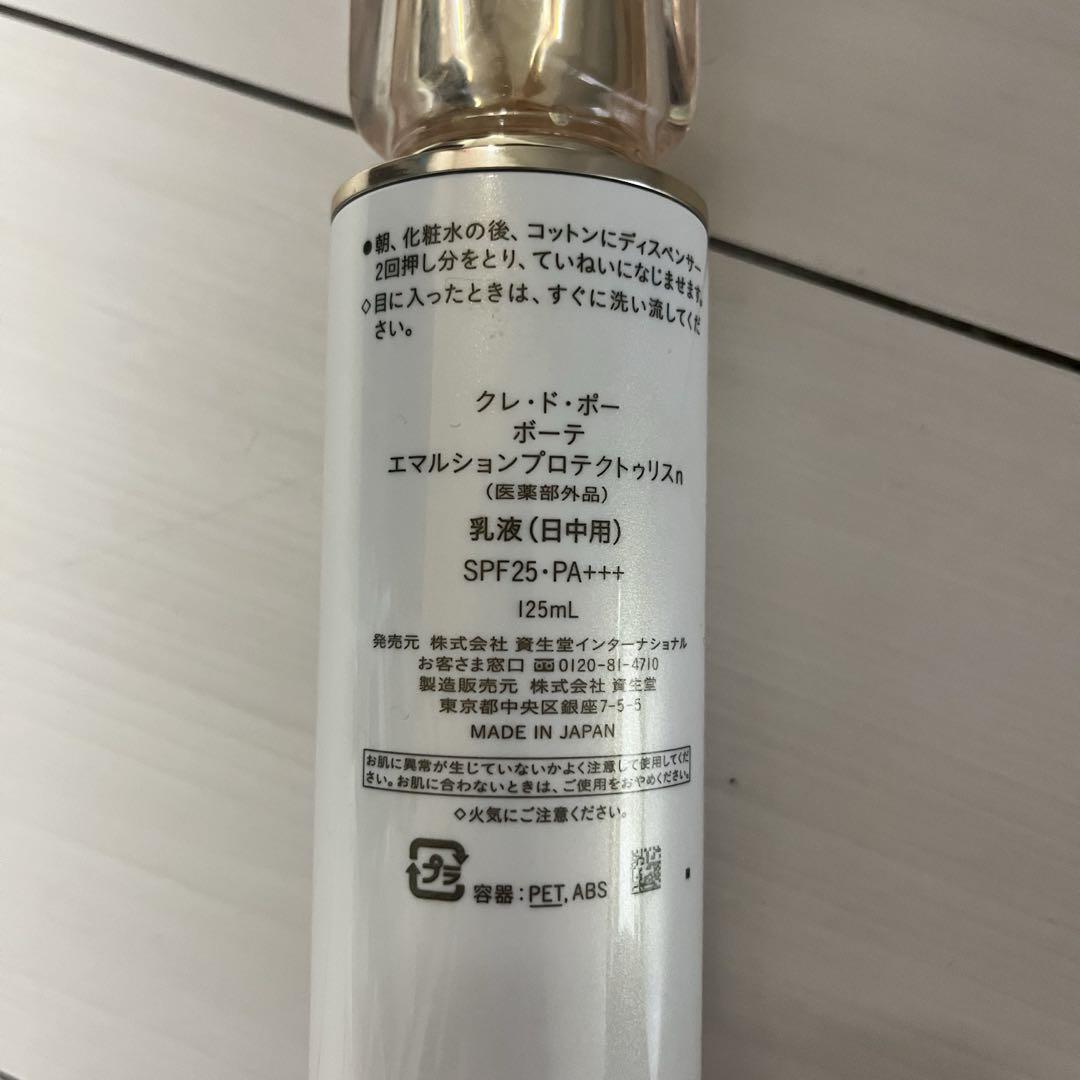 ●朝、化粧水の後、コットンにディスペンサー
2回押し分をとり、ていねいになじませます。
◇目に入ったときは、すぐに洗い流してくだ
さい。
クレ・ド・ポー
ボーテ
エマルションプロテクトゥリスn
(医薬部外品)
乳液(日中用)
SPF25・PA+++
125mL
発売元 株式会社 資生堂インターナショナル
お客さま窓口 0120-81-4710
製造販売元 株式会社 資生堂
東京都中央区銀座7-5-5
MADE IN JAPAN
お肌に異常が生じていないかよく注意して使用してくだ
さい。お肌に合わないときは、ご使用をおやめください。
◇火気にご注意ください。
プラ
容器:PET, ABS